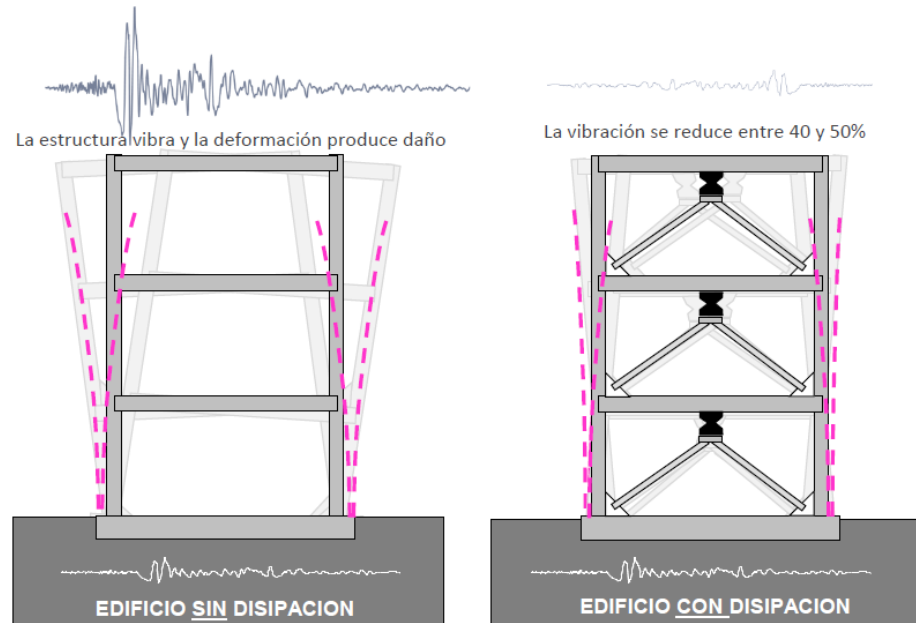 La estructura vibra y la deformación produce daño
La vibración se reduce entre 40 y 50%
EDIFICIO SIN DISIPACION
EDIFICIO CON DISIPACION